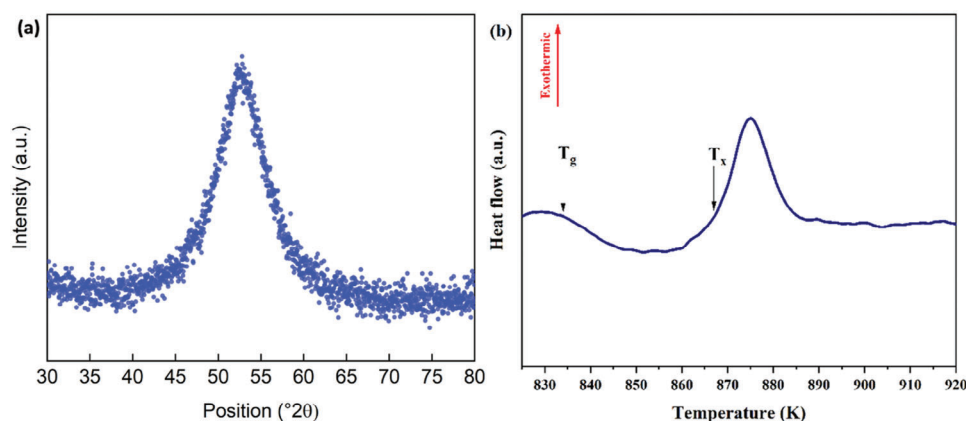 (a)
Intensity (a.u.)
30 35 40 45 50 55 60 65 70 75 80
Position (°2θ)
(b)
Exothermic
Heat flow (a.u.)
Tg
Tx
830 840 850 860 870 880 890 900 910 920
Temperature (K)